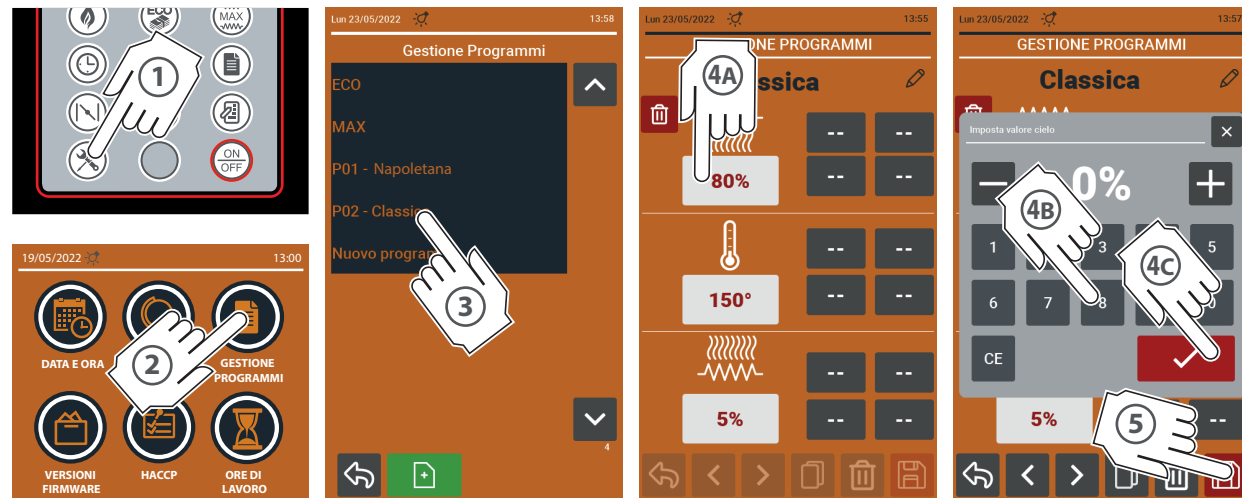 ECO
MAX
1
ON
OFF
19/05/2022
13:00
DATA E ORA
2
GESTIONE
PROGRAMMI
VERSIONI
FIRMWARE
HACCP
ORE DI
LAVORO
Lun 23/05/2022
13:58
Gestione Programmi
ECO
MAX
P01 - Napoletana
P02 - Classic
Nuovo progra
3
4
Lun 23/05/2022
13:55
NE PROGRAMMI
4A
ssica
-- --
80% -- --
-- --
150° -- --
-- --
5% -- --
Lun 23/05/2022
13:57
GESTIONE PROGRAMMI
Classica
Imposta valore cielo
0%
4B
1 3 5
4C
6 7 8
CE
5% --
5